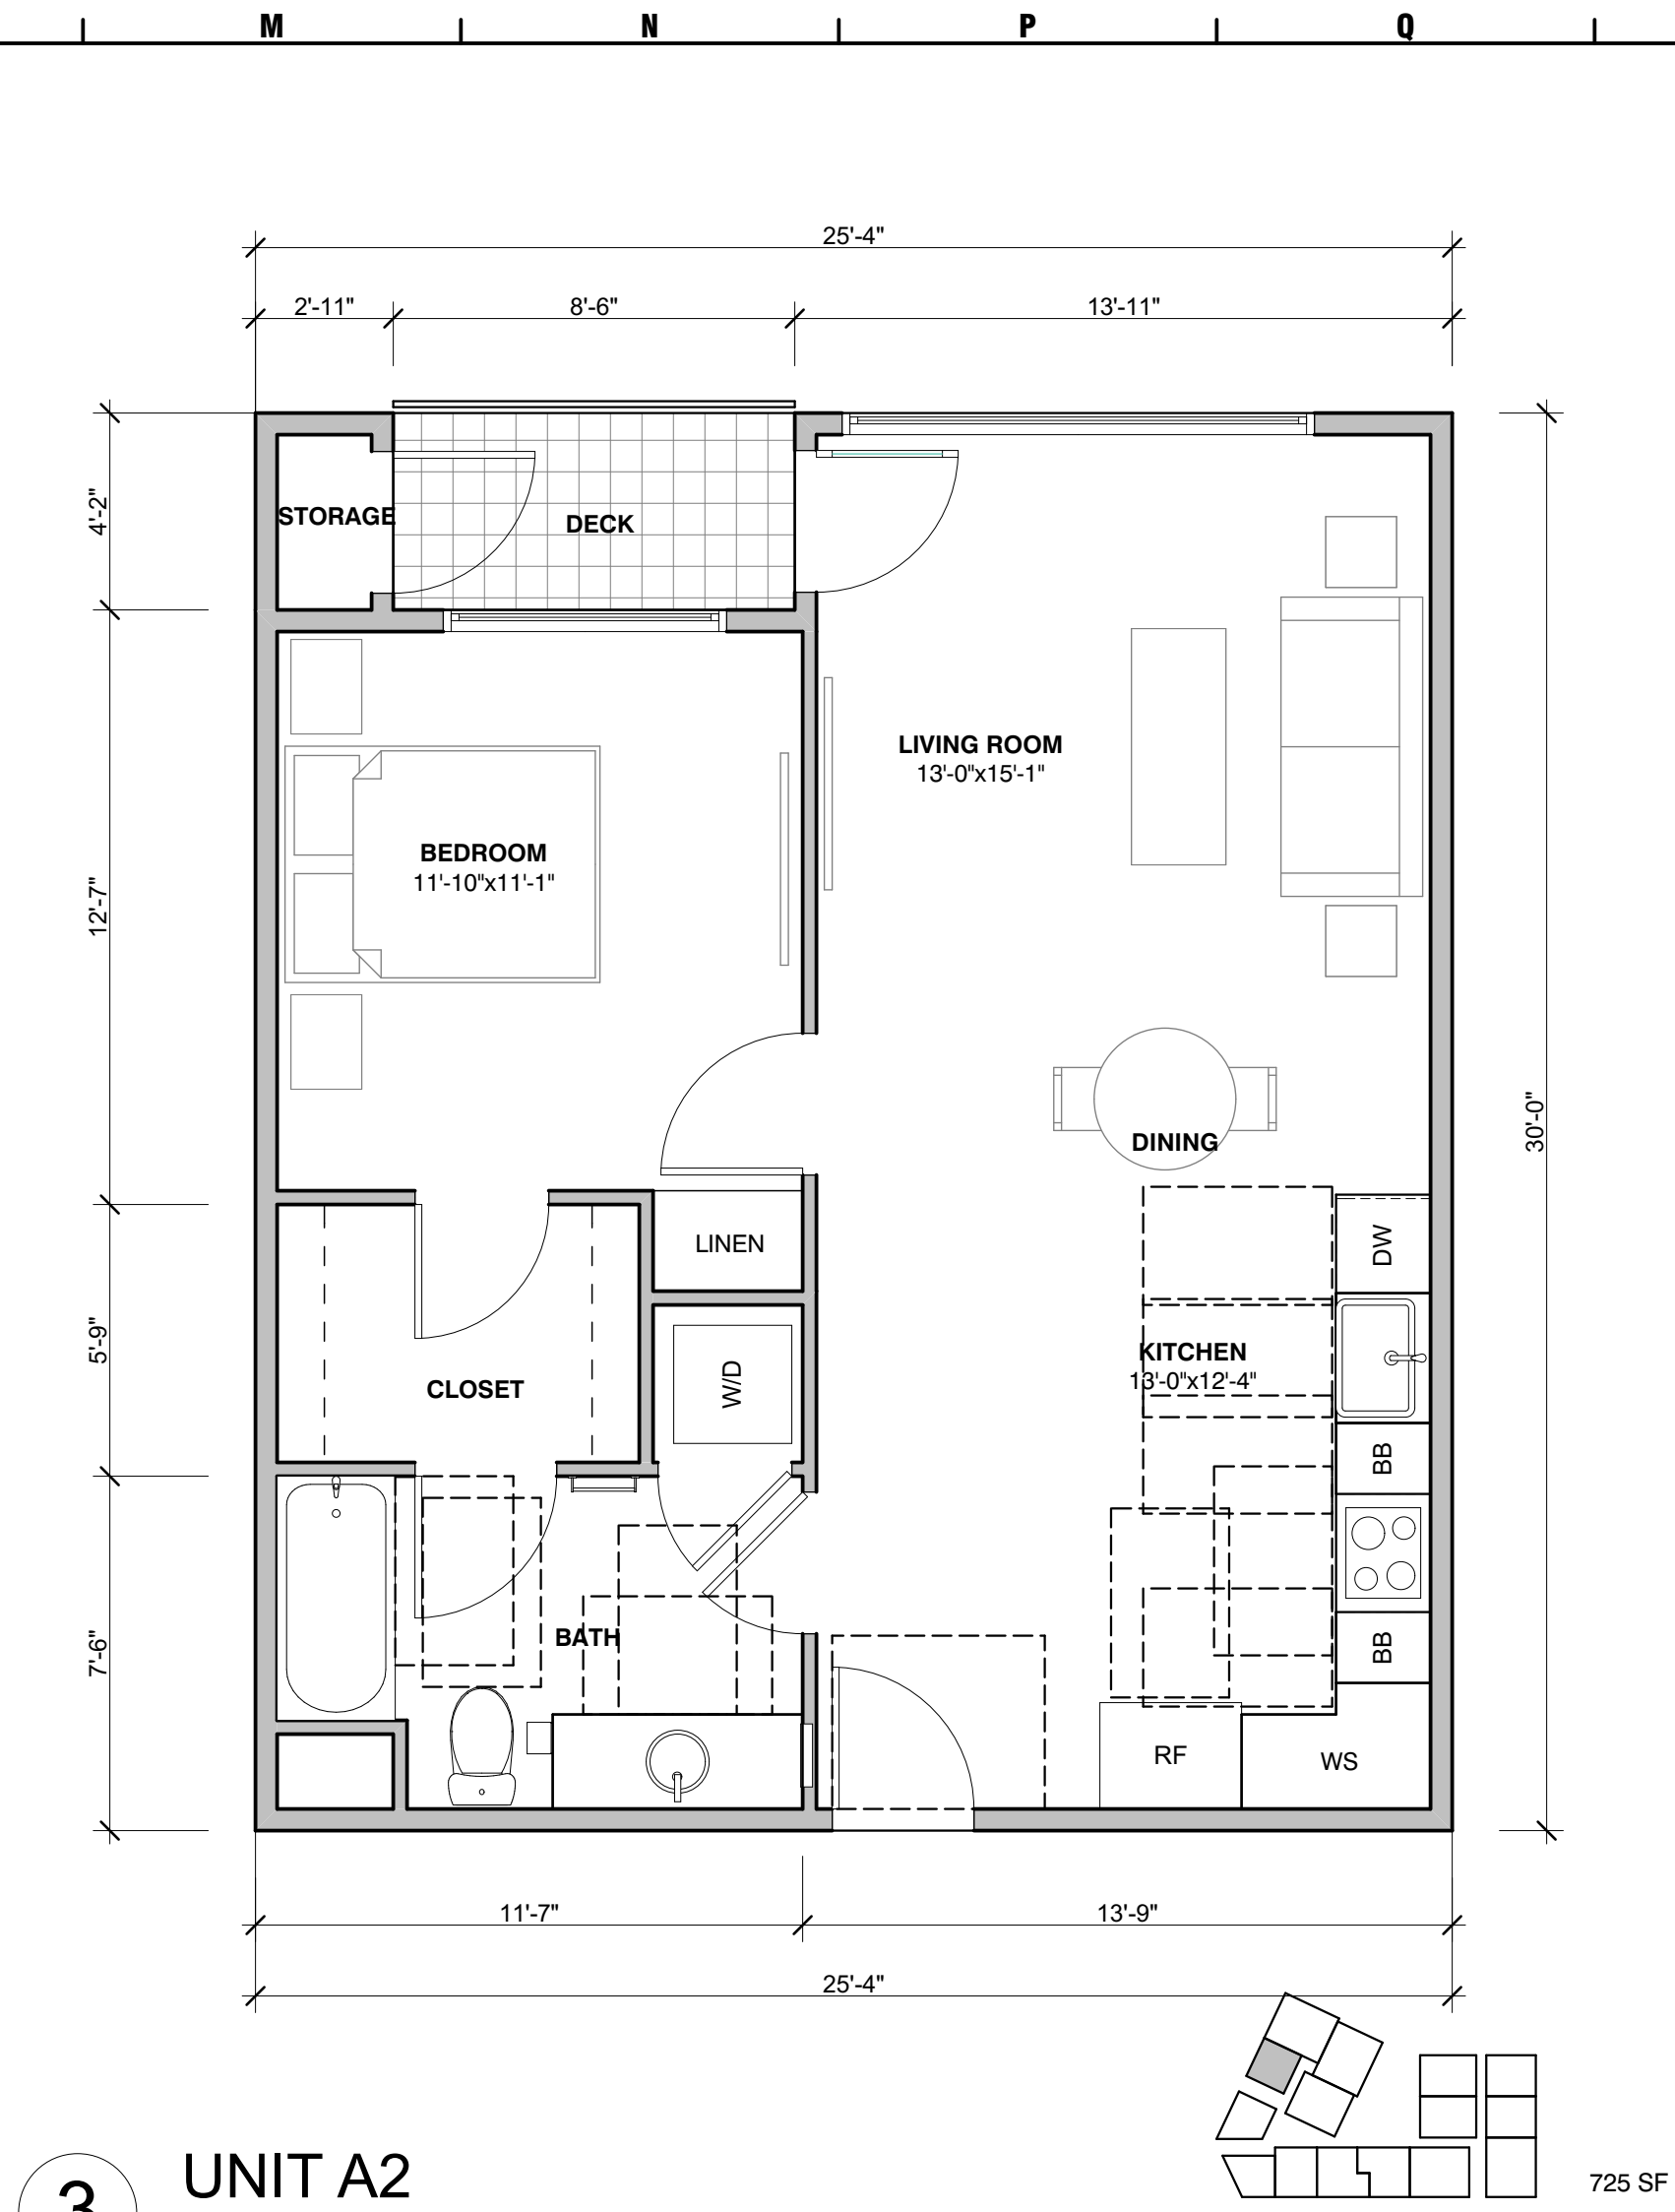 M N P Q
25'-4"
2'-11" 8'-6" 13'-11"
4'-2"
STORAGE
DECK
LIVING ROOM
13'-0"x15'-1"
BEDROOM
11'-10"x11'-1"
12'-7"
30'-0"
DINING
LINEN
DW
5'-9"
KITCHEN
13'-0"x12'-4"
W/D
CLOSET
BB
7'-6"
BATH
BB
RF
WS
11'-7" 13'-9"
25'-4"
3
UNIT A2
725 SF